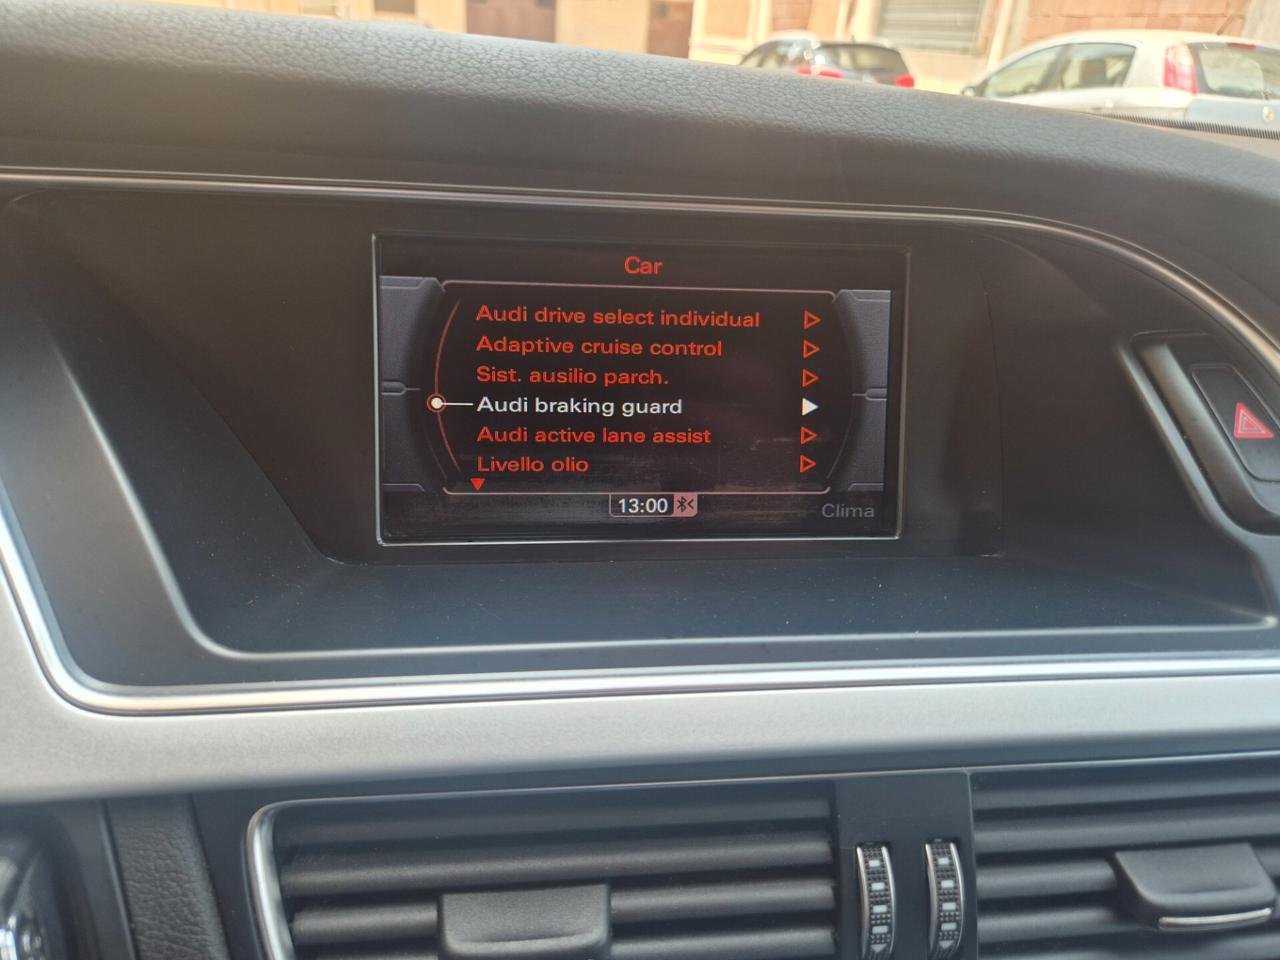 Car
Audi drive select individual
Adaptive cruise control
Sist. ausilio parch.
Audi braking guard
Audi active lane assist
Livello olio
13:00
Clima